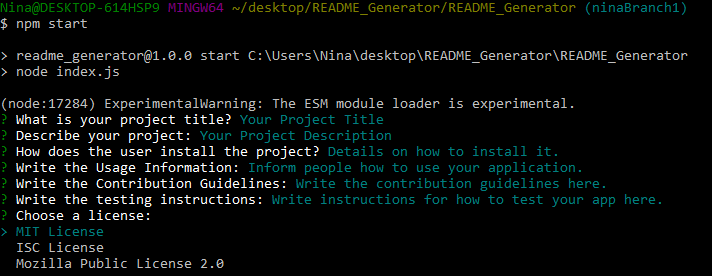 Nina@DESKTOP-614HSP9 MINGW64 ~/desktop/README_Generator/README_Generator (ninaBranch1)
$ npm start
> readme_generator@1.0.0 start C:\Users\Nina\desktop\README_Generator\README_Generator
> node index.js
(node:17284) ExperimentalWarning: The ESM module loader is experimental.
? What is your project title? Your Project Title
? Describe your project: Your Project Description
? How does the user install the project? Details on how to install it.
? Write the Usage Information: Inform people how to use your application.
? Write the Contribution Guidelines: Write the contribution guidelines here.
? Write the testing instructions: Write instructions for how to test your app here.
? Choose a license:
> MIT License
ISC License
Mozilla Public License 2.0